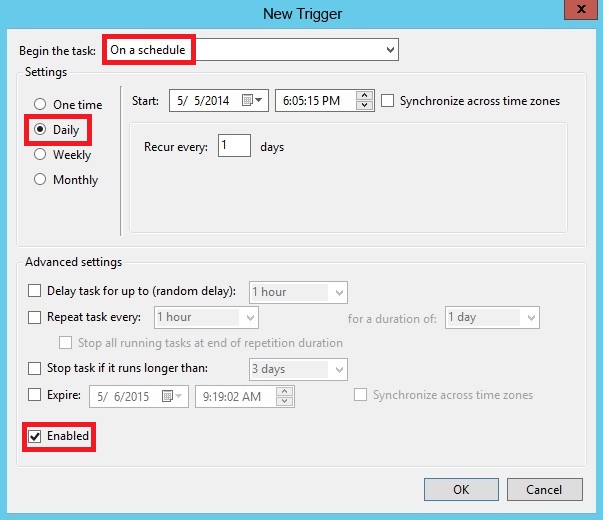 New Trigger
x
Begin the task: On a schedule
Settings
One time
Daily
Weekly
Monthly
Start: 5/ 5/2014 6:05:15 PM Synchronize across time zones
Recur every: 1 days
Advanced settings
Delay task for up to (random delay): 1 hour
Repeat task every: 1 hour for a duration of: 1 day
Stop all running tasks at end of repetition duration
Stop task if it runs longer than: 3 days
Expire: 5/ 6/2015 9:19:02 AM Synchronize across time zones
Enabled
OK Cancel